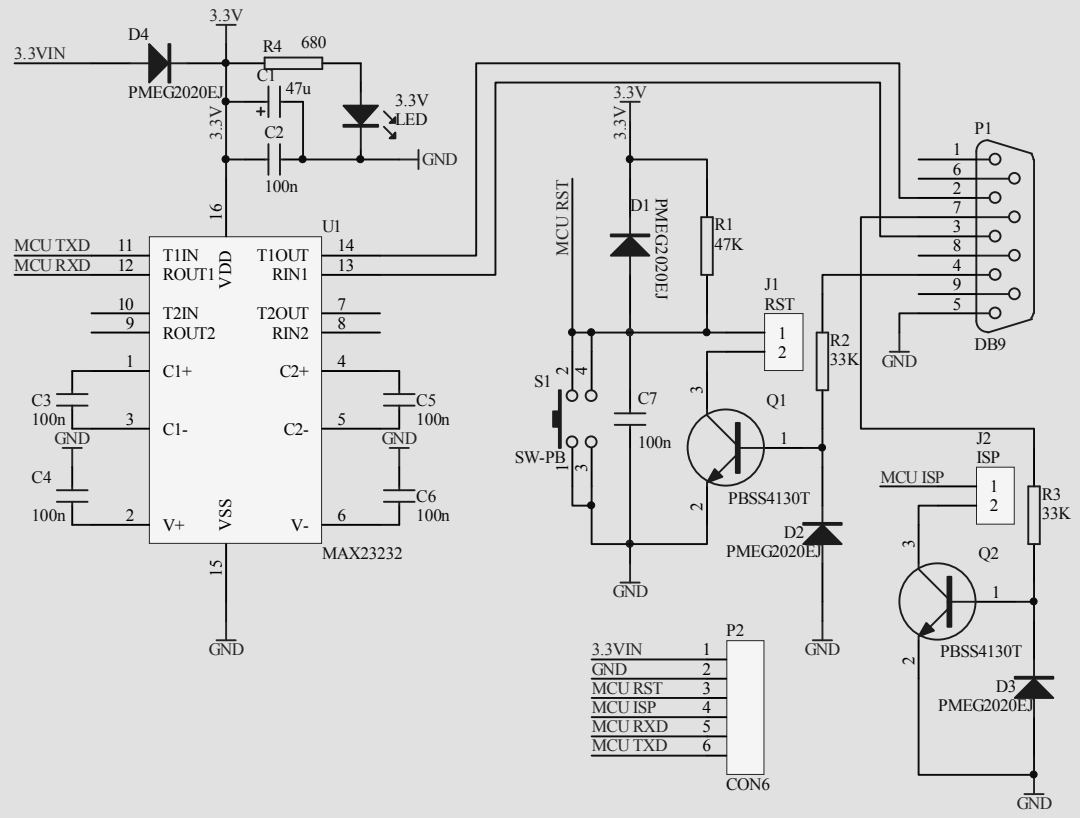 3.3V
D4
3.3VIN
PMEG2020EJ
R4 680
C1
47u
+
3.3V
C2
100n
3.3V
LED
GND
16
U1
MCU TXD 11 T1IN
MCU RXD 12 ROUT1
VDD
T1OUT 14
RIN1 13
10 T2IN
9 ROUT2
T2OUT 7
RIN2 8
1 C1+
C2+ 4
C3
100n
3 C1-
C2- 5
C5
100n
GND
GND
C4
100n
C6
100n
2 V+
VSS
V- 6
MAX23232
15
GND
3.3V
3.3V
MCU RST
D1
PMEG2020EJ
R1
47K
J1
RST
1
2
R2
33K
S1
2 4
SW-PB
1 3
C7
100n
3
Q1
1
PBSS4130T
2
D2
PMEG2020EJ
GND
GND
P1
1
6
2
7
3
8
4
9
5
DB9
GND
J2
ISP
MCU ISP
1
2
R3
33K
3
Q2
1
PBSS4130T
2
D3
PMEG2020EJ
GND
P2
3.3VIN 1
GND 2
MCU RST 3
MCU ISP 4
MCU RXD 5
MCU TXD 6
CON6